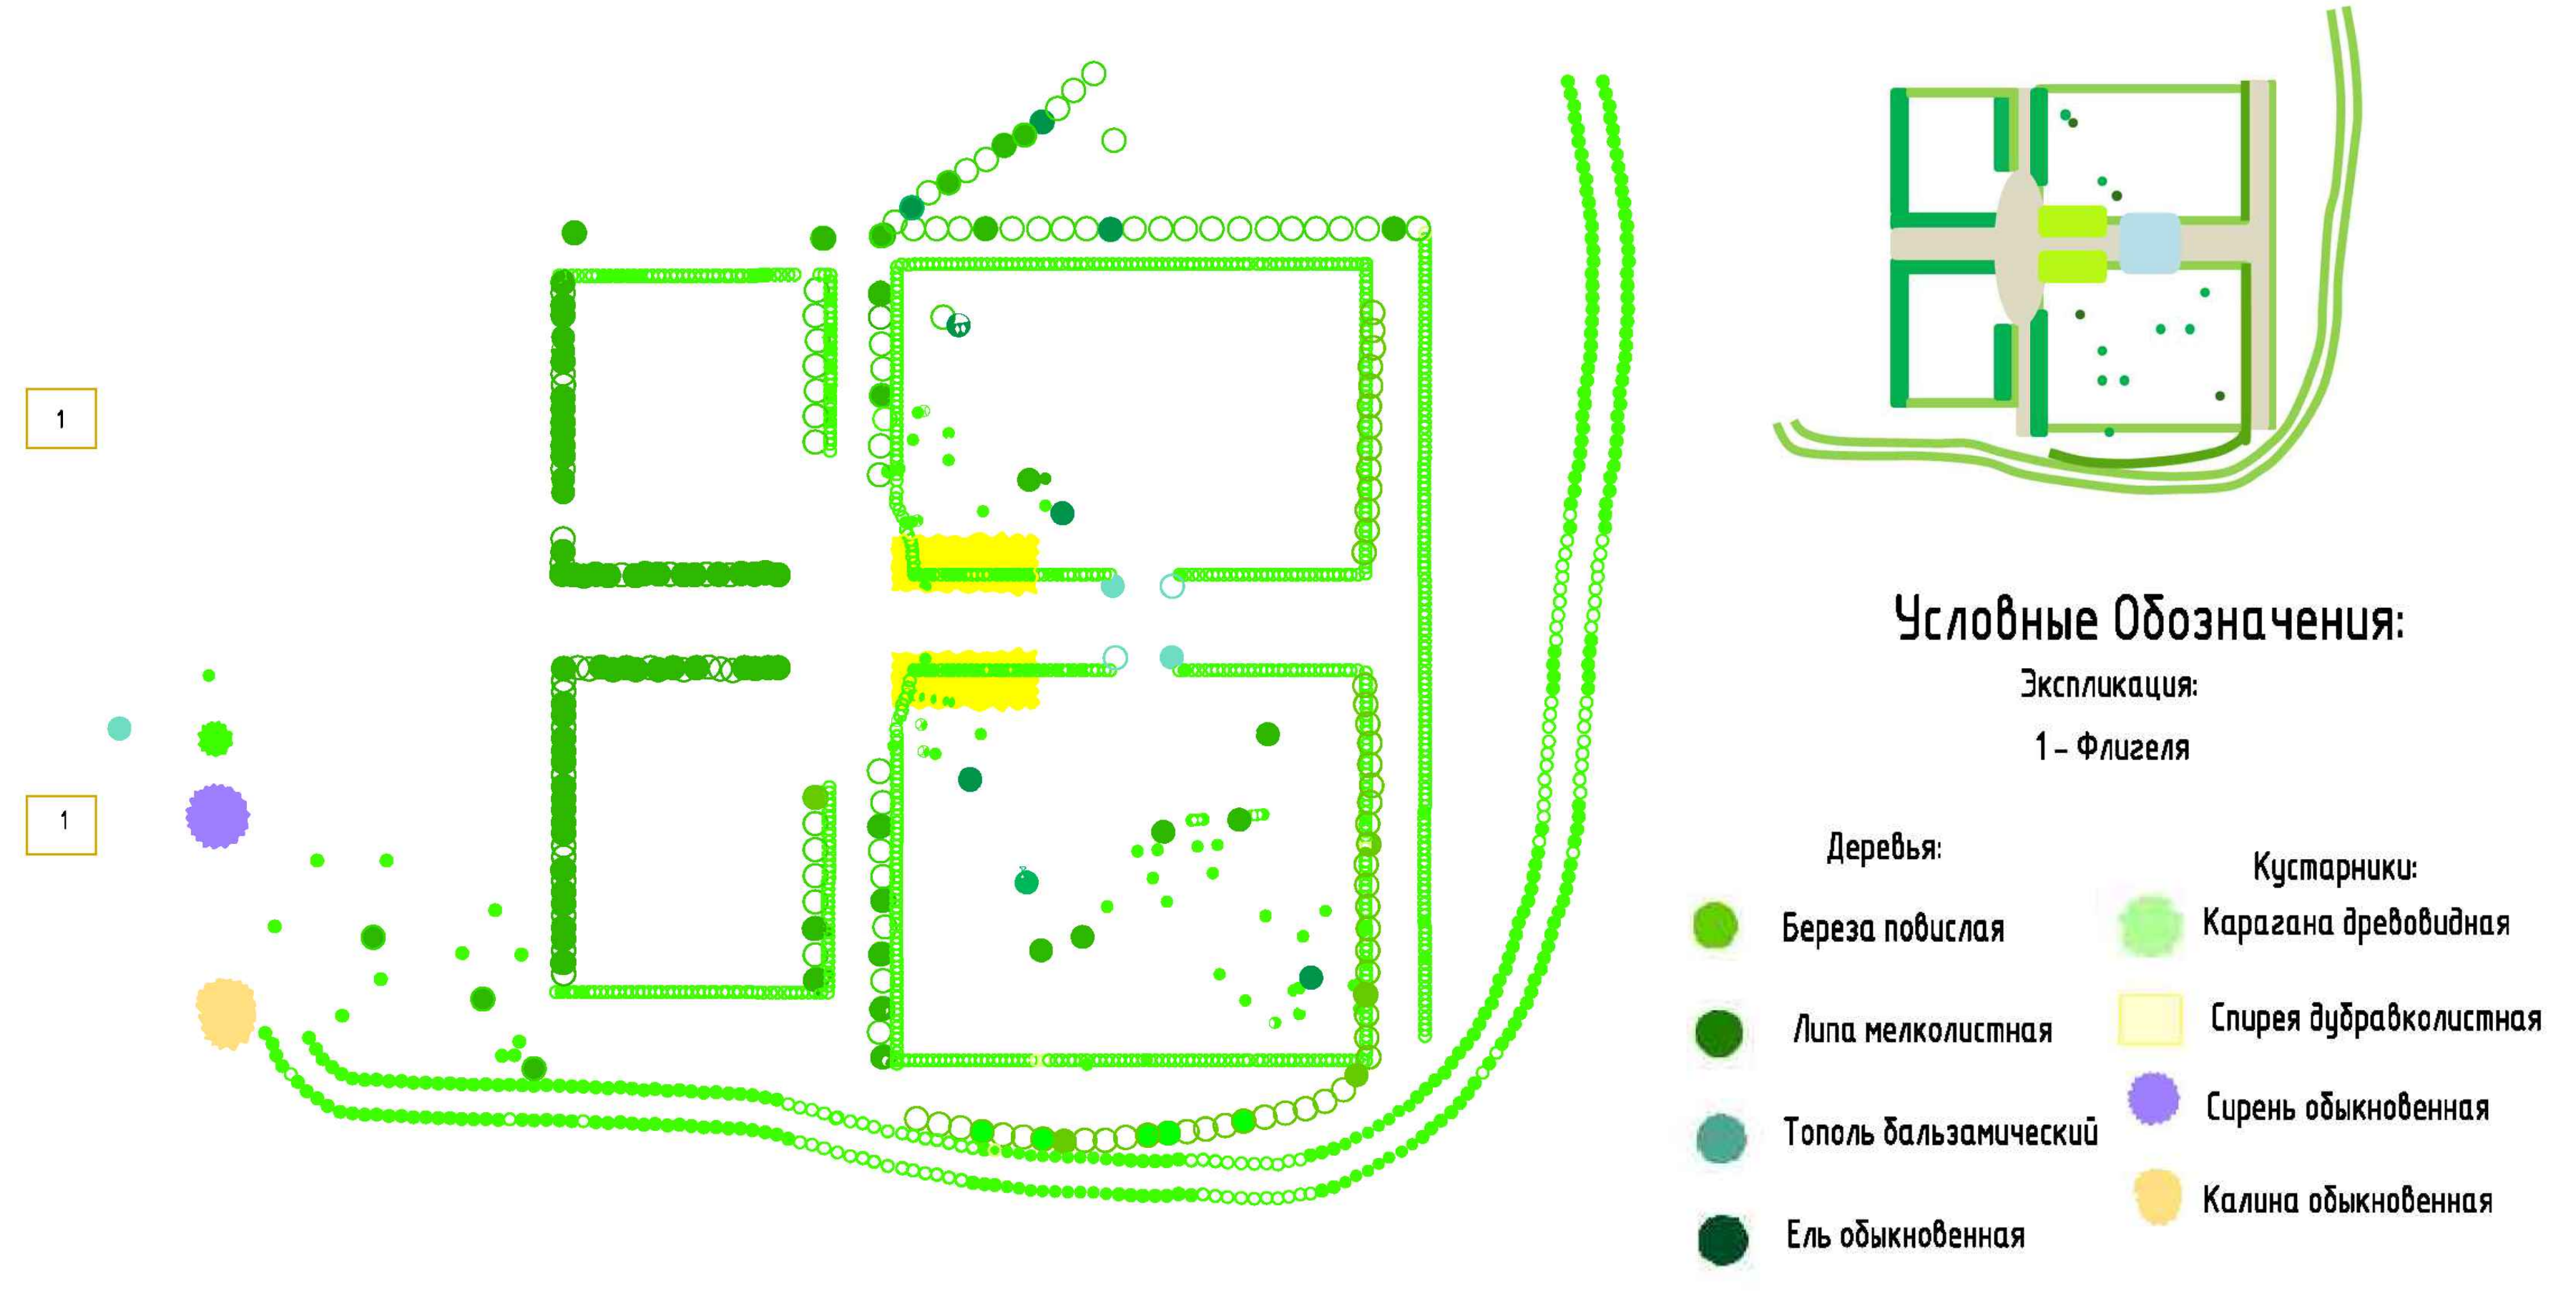 1
1
Условные Обозначения:
Экспликация:
1 - Флигеля
Деревья:
Береза повислая
Липа мелколистная
Тополь бальзамический
Ель обыкновенная
Кустарники:
Карагана древовидная
Спирея дубравколистная
Сирень обыкновенная
Калина обыкновенная